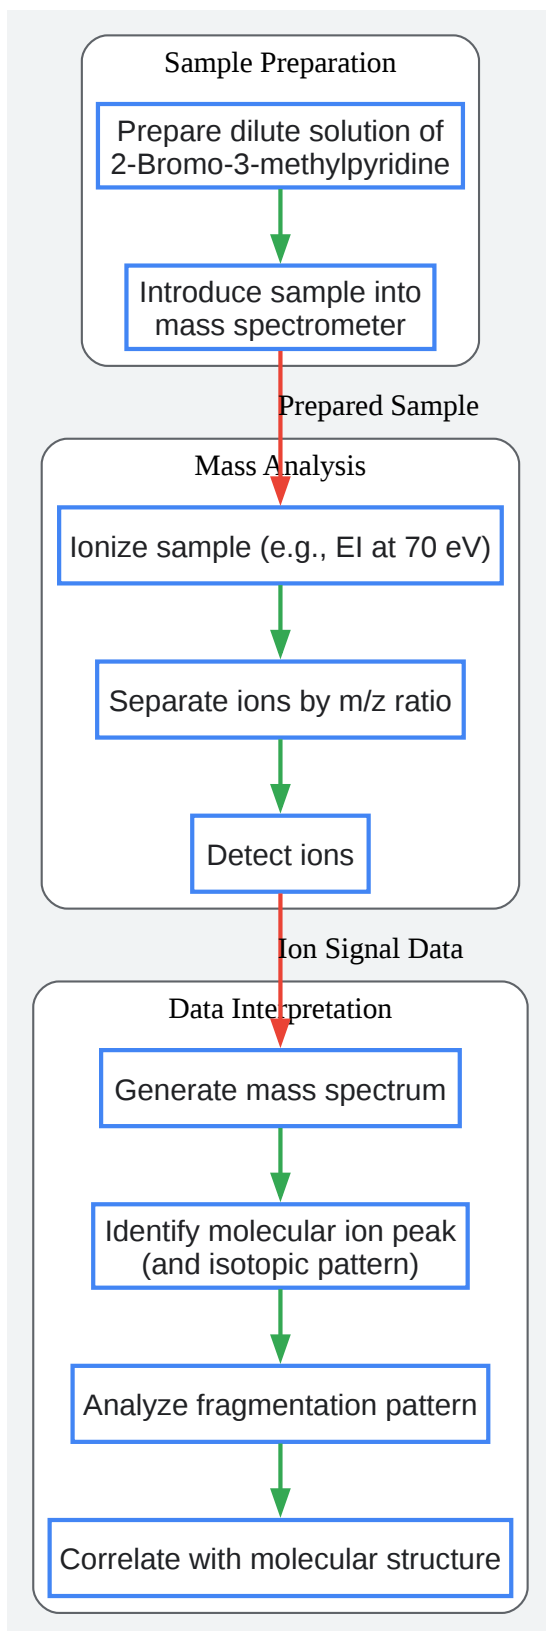 Sample Preparation
Prepare dilute solution of
2-Bromo-3-methylpyridine
Introduce sample into
mass spectrometer
Prepared Sample
Mass Analysis
Ionize sample (e.g., EI at 70 eV)
Separate ions by m/z ratio
Detect ions
Ion Signal Data
Data Interpretation
Generate mass spectrum
Identify molecular ion peak
(and isotopic pattern)
Analyze fragmentation pattern
Correlate with molecular structure